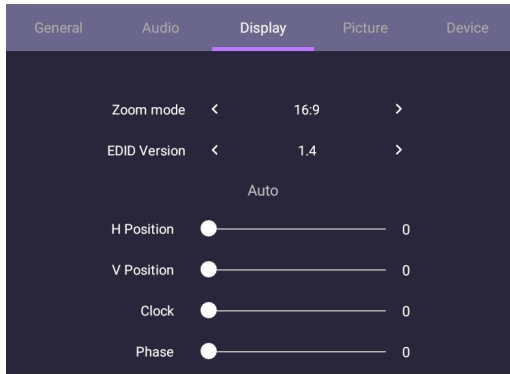 General Audio Display Picture Device
Zoom mode < 16:9 >
EDID Version < 1.4 >
Auto
H Position 0
V Position 0
Clock 0
Phase 0